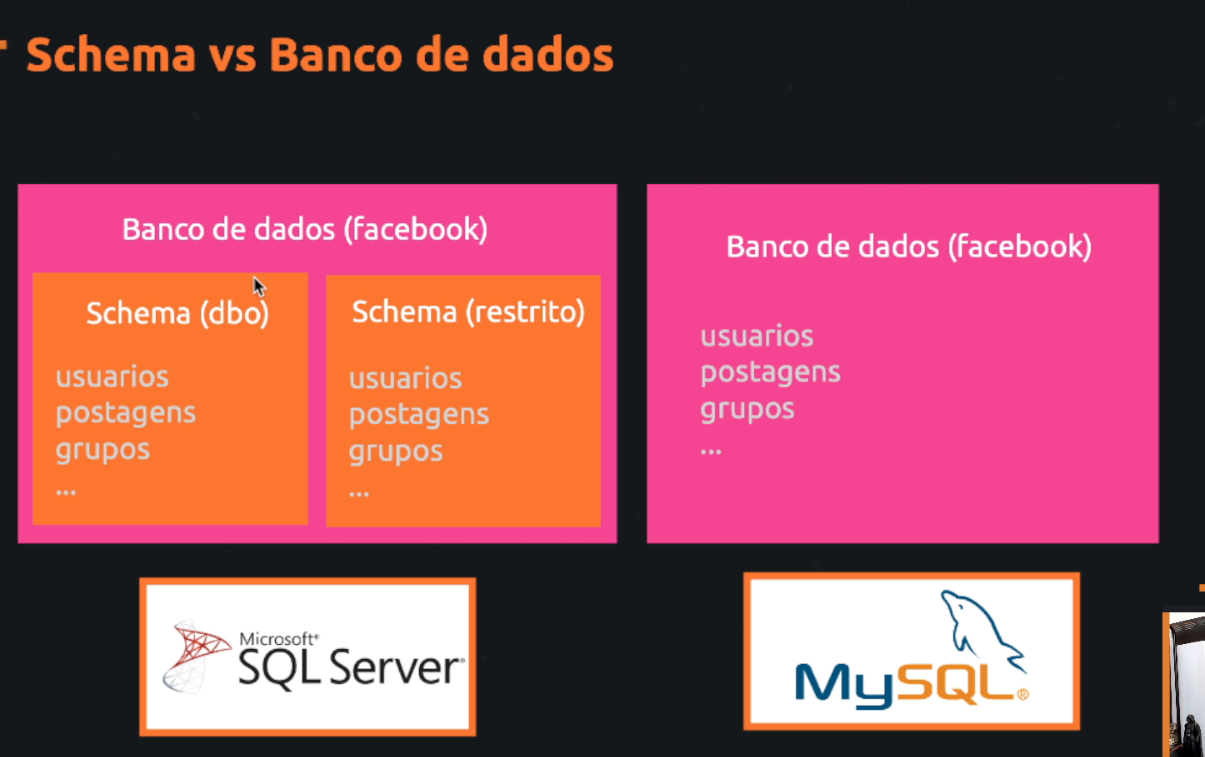 Schema vs Banco de dados
Banco de dados (facebook)
Schema (dbo)
usuarios
postagens
grupos
...
Schema (restrito)
usuarios
postagens
grupos
...
Banco de dados (facebook)
usuarios
postagens
grupos
...
Microsoft®
SQL Server®
MySQL®